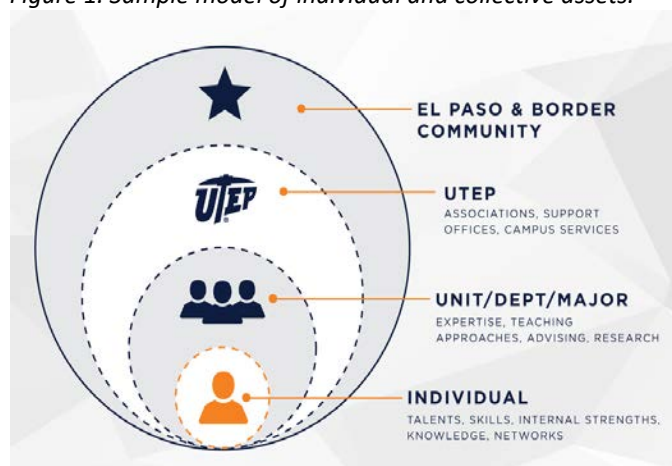 Figure 1. Sample model of individual and collective assets.
EL PASO & BORDER
COMMUNITY
UTEP
UTEP
ASSOCIATIONS, SUPPORT
OFFICES, CAMPUS SERVICES
UNIT/DEPT/MAJOR
EXPERTISE, TEACHING
APPROACHES, ADVISING, RESEARCH
INDIVIDUAL
TALENTS, SKILLS, INTERNAL STRENGTHS,
KNOWLEDGE, NETWORKS